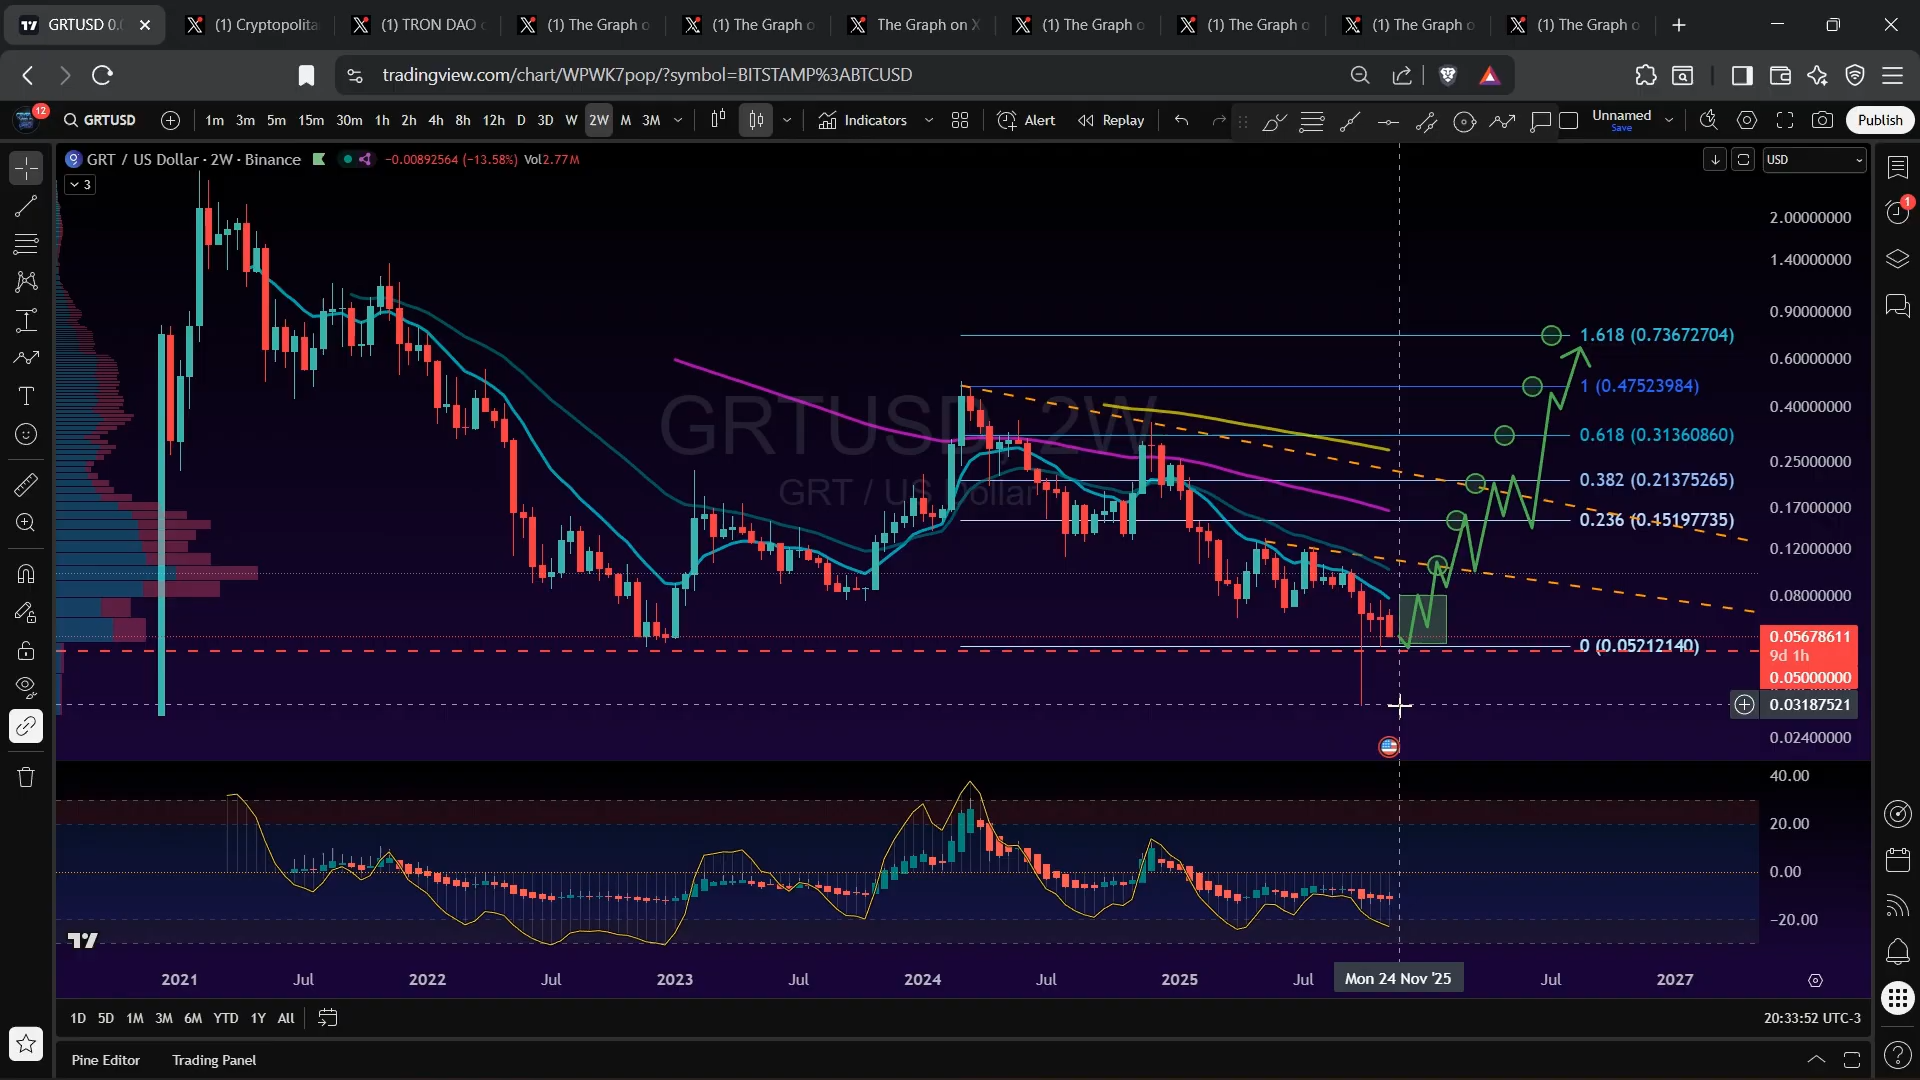 GRTUSD 0.
(1) Cryptopolita
(1) TRON DAO
(1) The Graph o
(1) The Graph o
The Graph on X
(1) The Graph o
(1) The Graph o
(1) The Graph o
(1) The Graph o
tradingview.com/chart/WPWK7pop/?symbol=BITSTAMP%3ABTCUSD
12
GRTUSD
1m 3m 5m 15m 30m 1h 2h 4h 8h 12h D 3D W 2W M 3M
Indicators
Alert
Replay
Unnamed
Save
Publish
GRT / US Dollar · 2W · Binance
−0.00892564 (−13.58%) Vol2.77M
3
USD
1
GRTUSD, 2W
GRT / US Dollar
2.00000000
1.40000000
0.90000000
0.60000000
0.40000000
0.25000000
0.17000000
0.12000000
0.08000000
0.05678611
9d 1h
0.05000000
0.03187521
0.02400000
1.618 (0.73672704)
1 (0.47523984)
0.618 (0.31360860)
0.382 (0.21375265)
0.236 (0.15197735)
0 (0.05212140)
40.00
20.00
0.00
−20.00
2021 Jul 2022 Jul 2023 Jul 2024 Jul 2025 Jul Mon 24 Nov '25 Jul 2027
1D 5D 1M 3M 6M YTD 1Y All
20:33:52 UTC-3
Pine Editor
Trading Panel